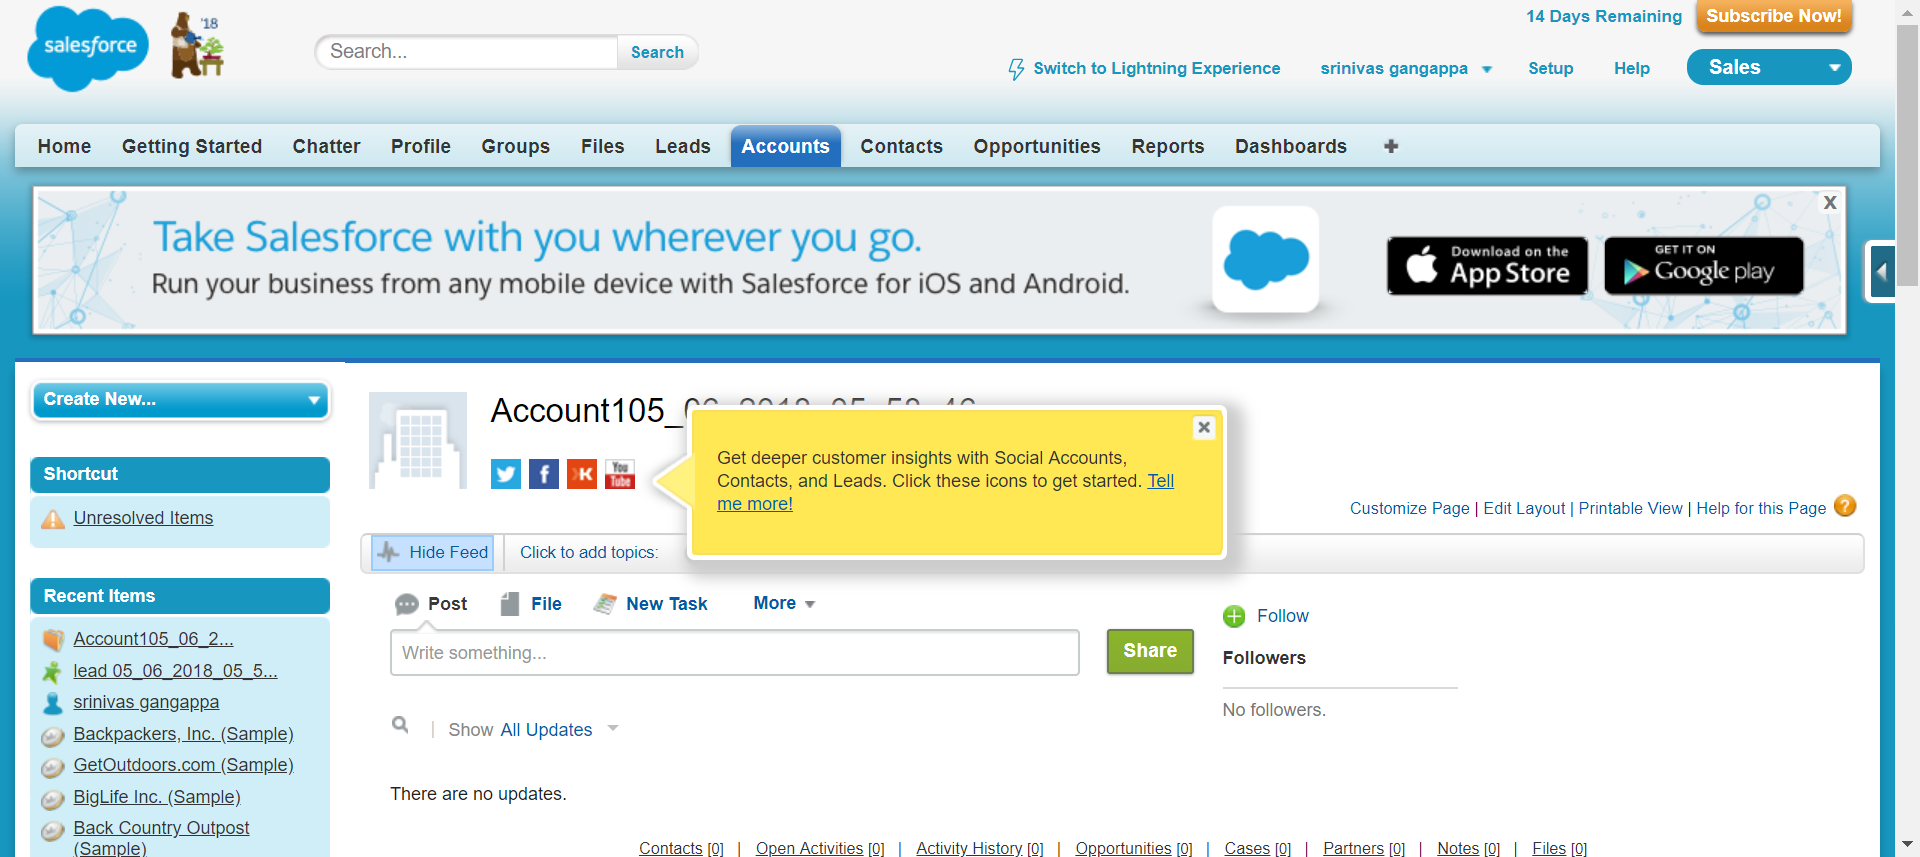 salesforce
'18
Search...
Search
14 Days Remaining
Subscribe Now!
Switch to Lightning Experience
srinivas gangappa
Setup
Help
Sales
Home
Getting Started
Chatter
Profile
Groups
Files
Leads
Accounts
Contacts
Opportunities
Reports
Dashboards
Take Salesforce with you wherever you go.
Run your business from any mobile device with Salesforce for iOS and Android.
Download on the
App Store
GET IT ON
Google play
X
Create New...
Shortcut
Unresolved Items
Recent Items
Account105_06_2...
lead 05_06_2018_05_5...
srinivas gangappa
Backpackers, Inc. (Sample)
GetOutdoors.com (Sample)
BigLife Inc. (Sample)
Back Country Outpost
(Sample)
Account105_
You
Tube
Get deeper customer insights with Social Accounts,
Contacts, and Leads. Click these icons to get started. Tell
me more!
Customize Page | Edit Layout | Printable View | Help for this Page
Hide Feed
Click to add topics:
Post
File
New Task
More
Write something...
Share
Follow
Followers
No followers.
Show All Updates
There are no updates.
Contacts [0] | Open Activities [0] | Activity History [0] | Opportunities [0] | Cases [0] | Partners [0] | Notes [0] | Files [0]